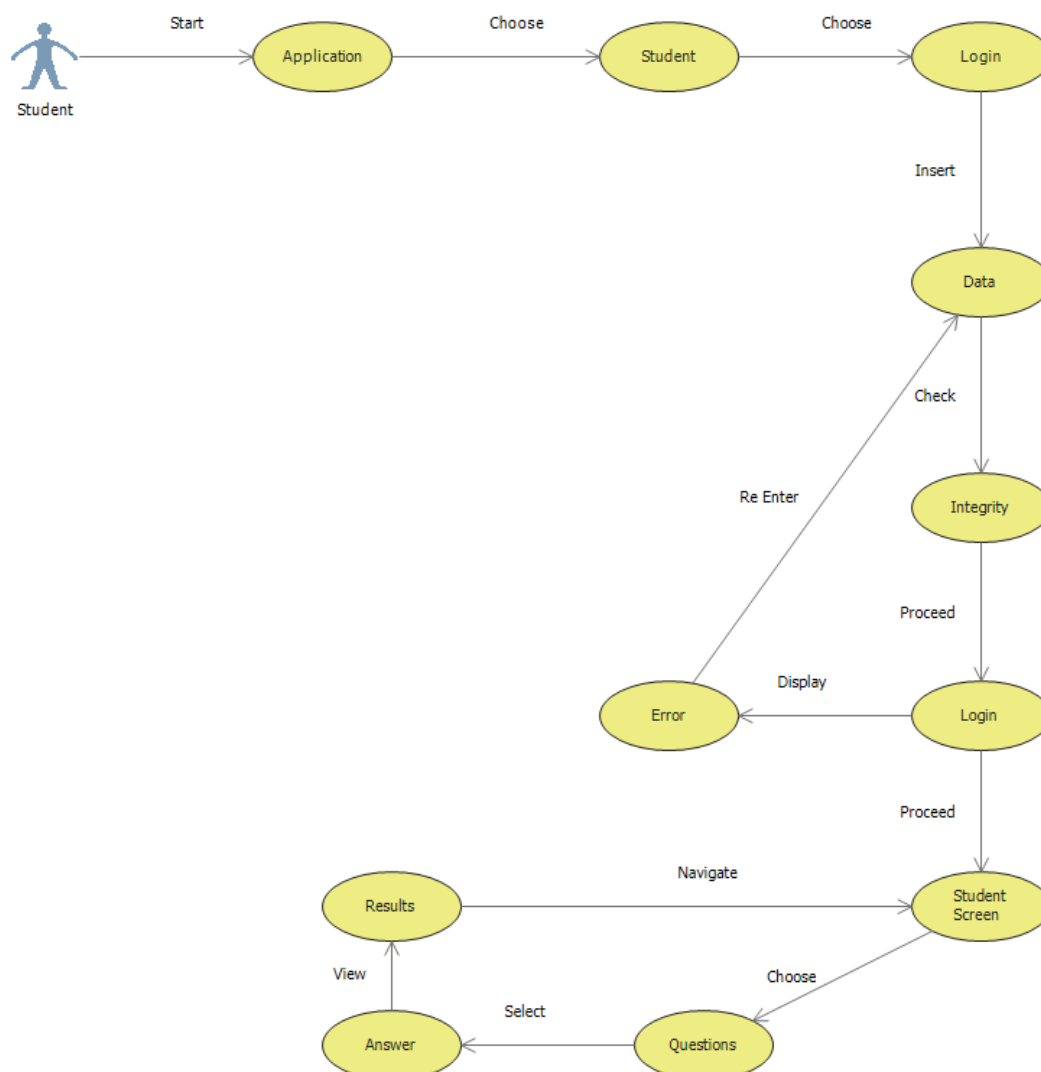 Start
Choose
Choose
Application
Student
Login
Student
Insert
Data
Check
Re Enter
Integrity
Proceed
Display
Error
Login
Proceed
Navigate
Results
Student
Screen
View
Choose
Select
Answer
Questions